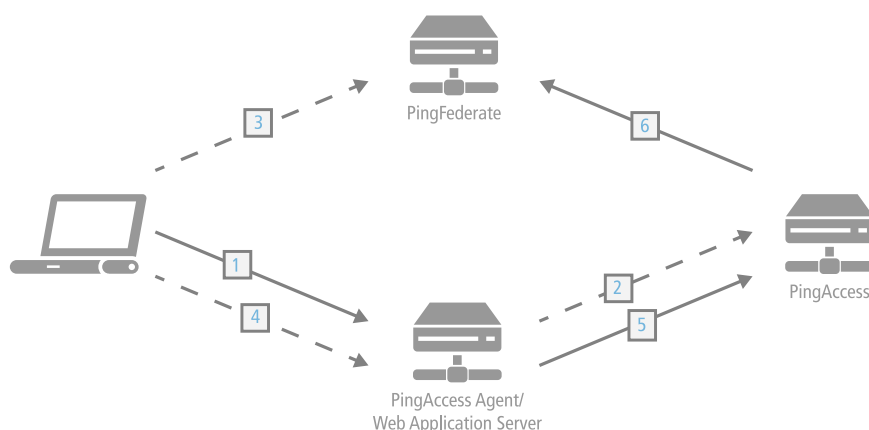 PingFederate
3
6
1
2
PingAccess
4
5
PingAccess Agent/
Web Application Server